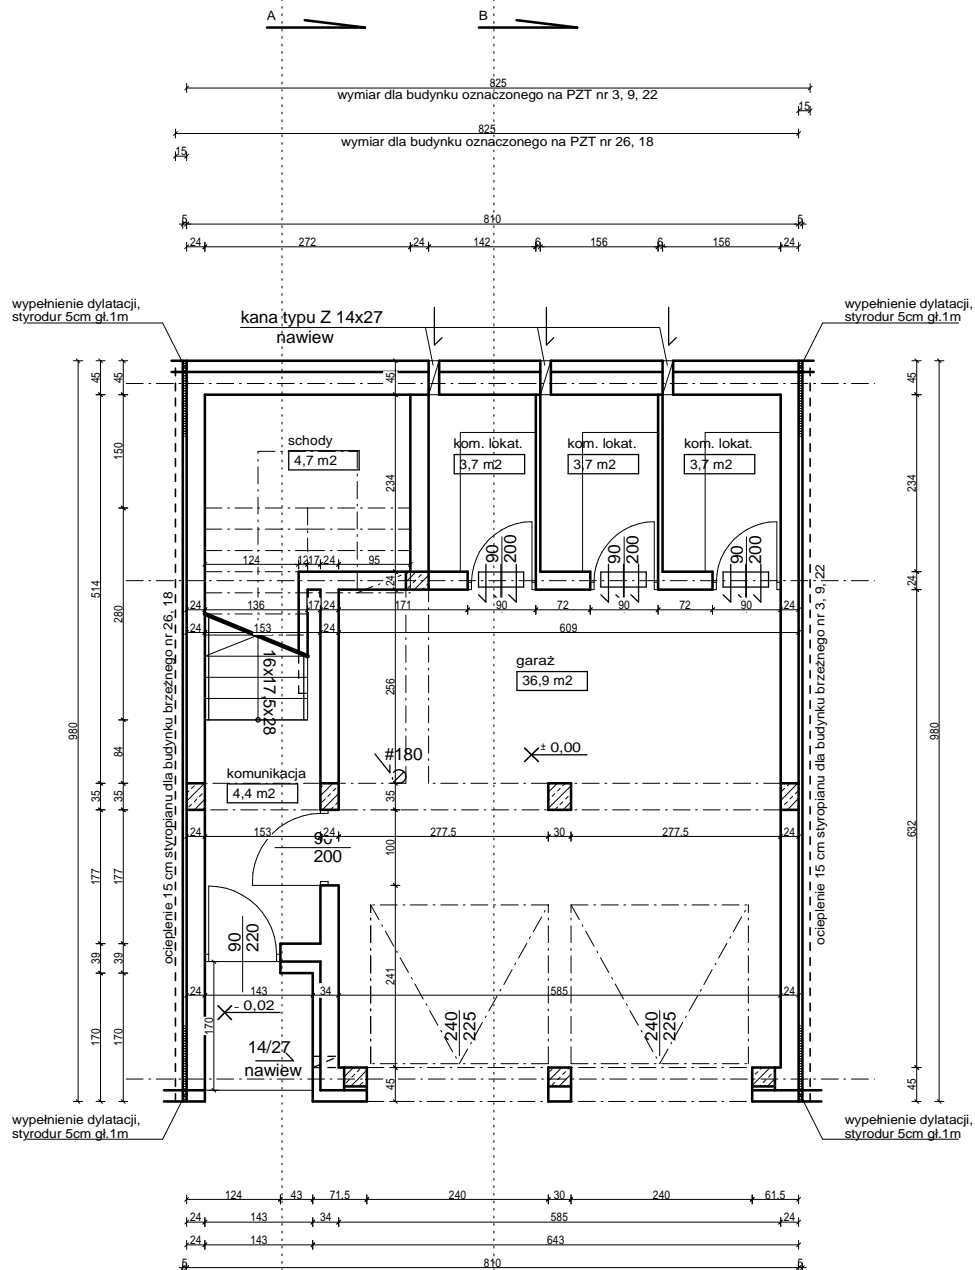 A
B
825
wymiar dla budynku oznaczonego na PZT nr 3, 9, 22
15
825
wymiar dla budynku oznaczonego na PZT nr 26, 18
15
5 810 5
24 272 24 142 6 156 6 156 24
wypełnienie dylatacji,
styrodur 5cm gł.1m
kana typu Z 14x27
nawiew
wypełnienie dylatacji,
styrodur 5cm gł.1m
45 45 45 45
schody
4,7 m2
kom. lokat.
3,7 m2
kom. lokat.
3,7 m2
kom. lokat.
3,7 m2
150 234 234
90
200
90
200
90
200
124 12 17 24 95
24 24
514 280
24 136 17 24 171 90 72 90 72 90 24
24 153 24 609
garaż
36,9 m2
16x17,5x28
256
ocieplenie 15 cm styropianu dla budynku brzeżnego nr 26, 18
ocieplenie 15 cm styropianu dla budynku brzeżnego nr 3, 9, 22
980 980
84
#180
± 0,00
komunikacja
4,4 m2
35 35 35
24 153 24 277.5 30 277.5 24
90
200
100
632
177 177
90
220
39 39
241
24 143 34 585 24
- 0,02
170 170 170
240
225
240
225
14/27
nawiew
45 45
wypełnienie dylatacji,
styrodur 5cm gł.1m
wypełnienie dylatacji,
styrodur 5cm gł.1m
124 43 71.5 240 30 240 61.5
24 143 34 585 24
24 143 643
5 810 5